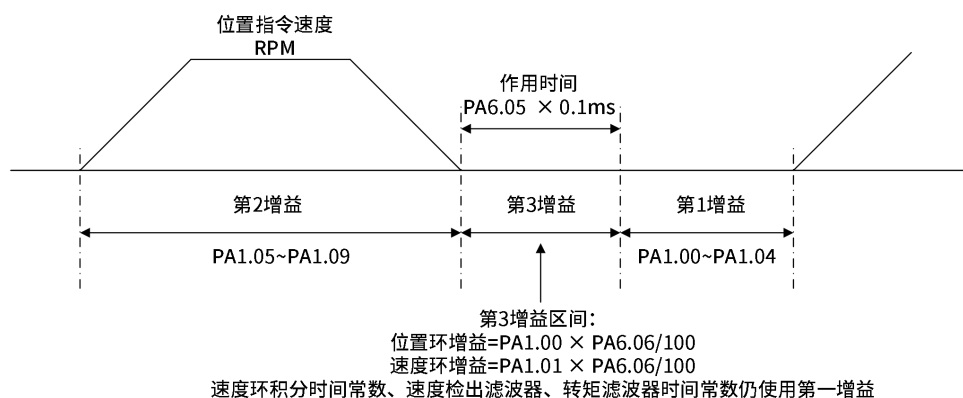 位置指令速度
RPM
作用时间
PA6.05 × 0.1ms
第2增益
第3增益
第1增益
PA1.05~PA1.09
PA1.00~PA1.04
第3增益区间：
位置环增益=PA1.00 × PA6.06/100
速度环增益=PA1.01 × PA6.06/100
速度环积分时间常数、速度检出滤波器、转矩滤波器时间常数仍使用第一增益